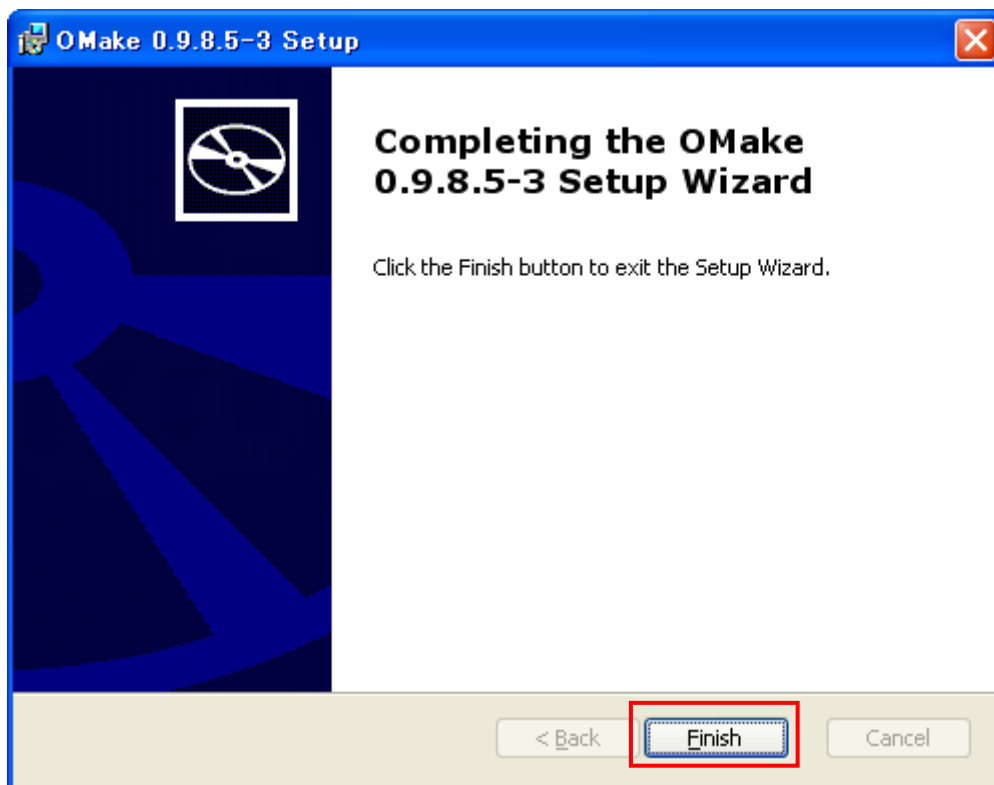 OMake 0.9.8.5-3 Setup
Completing the OMake
0.9.8.5-3 Setup Wizard
Click the Finish button to exit the Setup Wizard.
< Back
Finish
Cancel